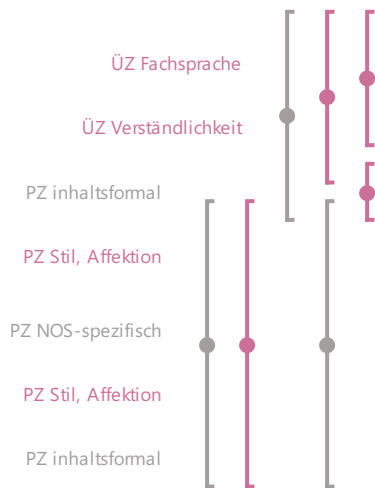 ÜZ Fachsprache
ÜZ Verständlichkeit
PZ inhaltsformal
PZ Stil, Affektion
PZ NOS-spezifisch
PZ Stil, Affektion
PZ inhaltsformal